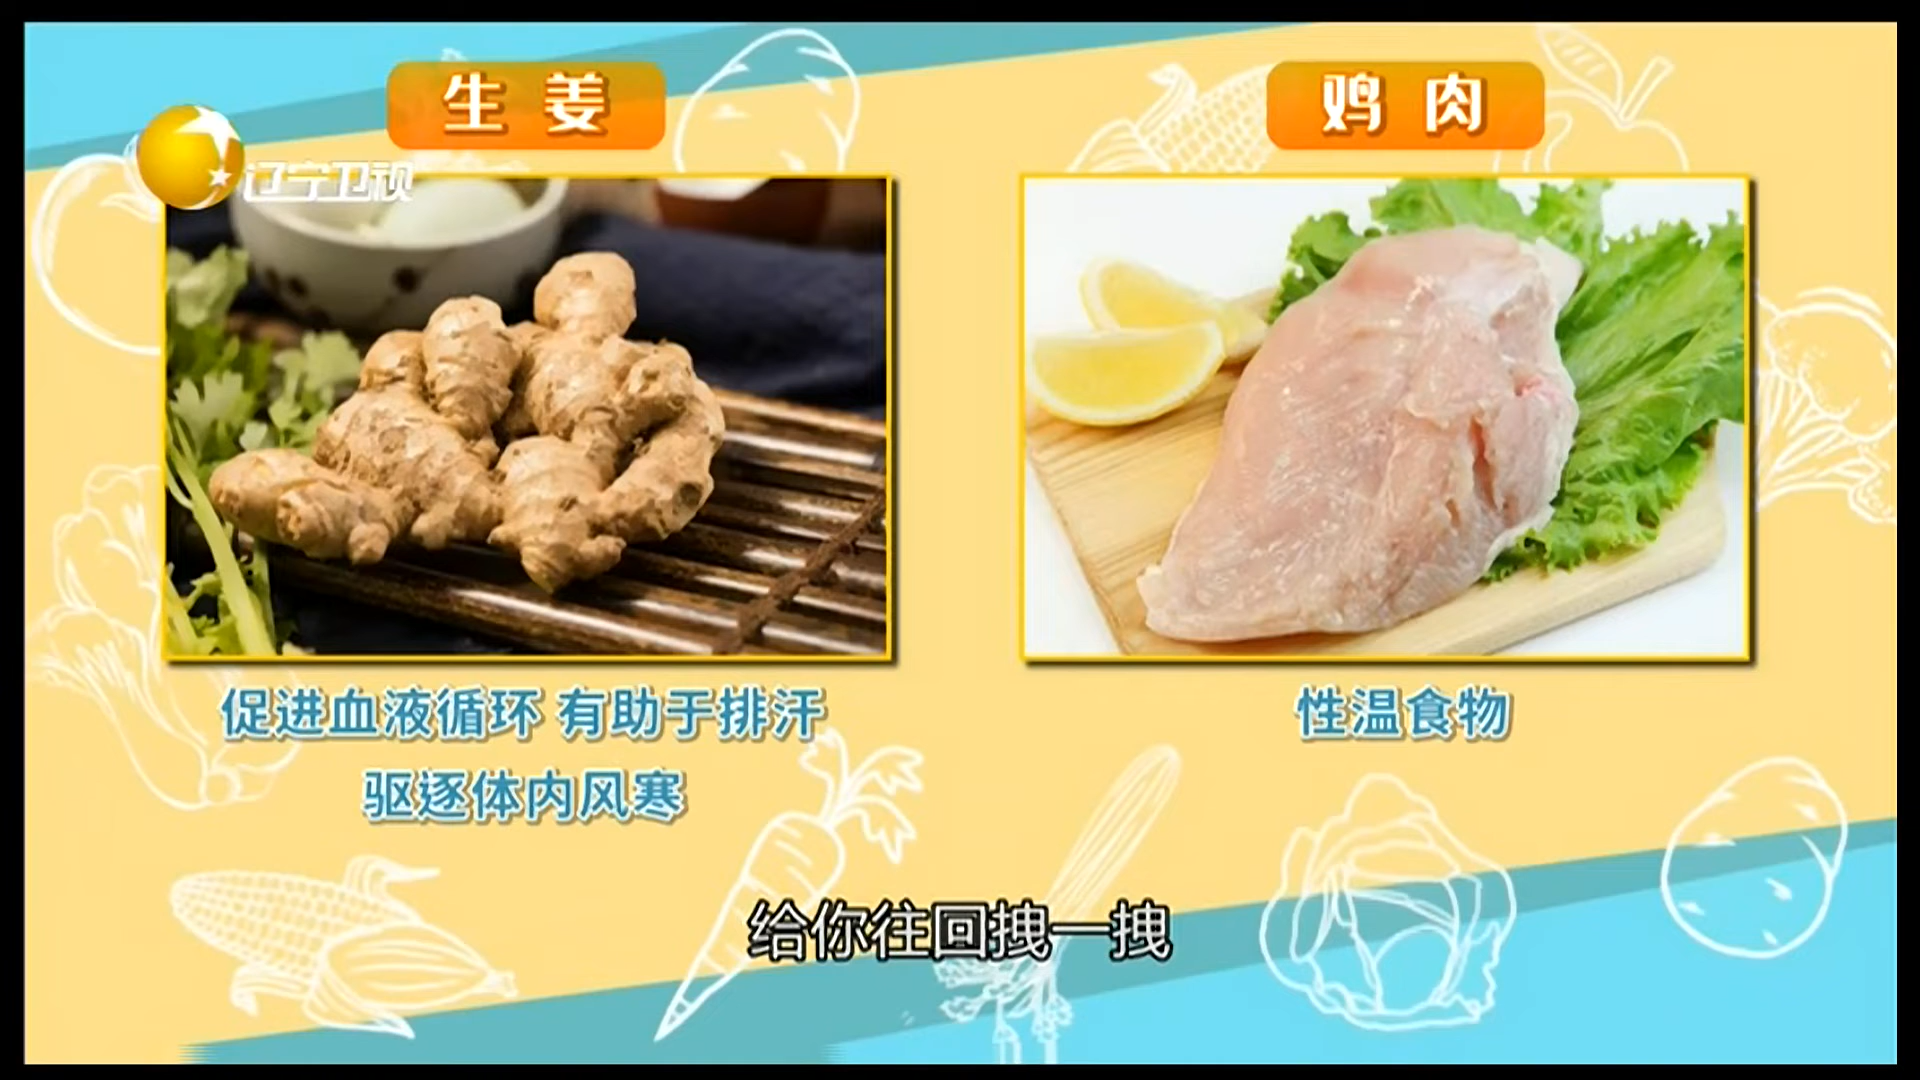 生姜
鸡肉
辽宁卫视
促进血液循环 有助于排汗
驱逐体内风寒
性温食物
给你往回拽一拽